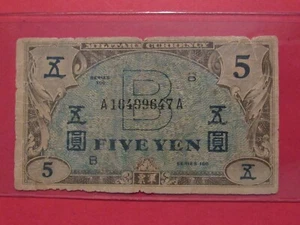 MILITARY CURRENCY
五 SERIES 100 B 5
A10499647A
B
五 五
圓 圓
B FIVE YEN SERIES 100
5 五